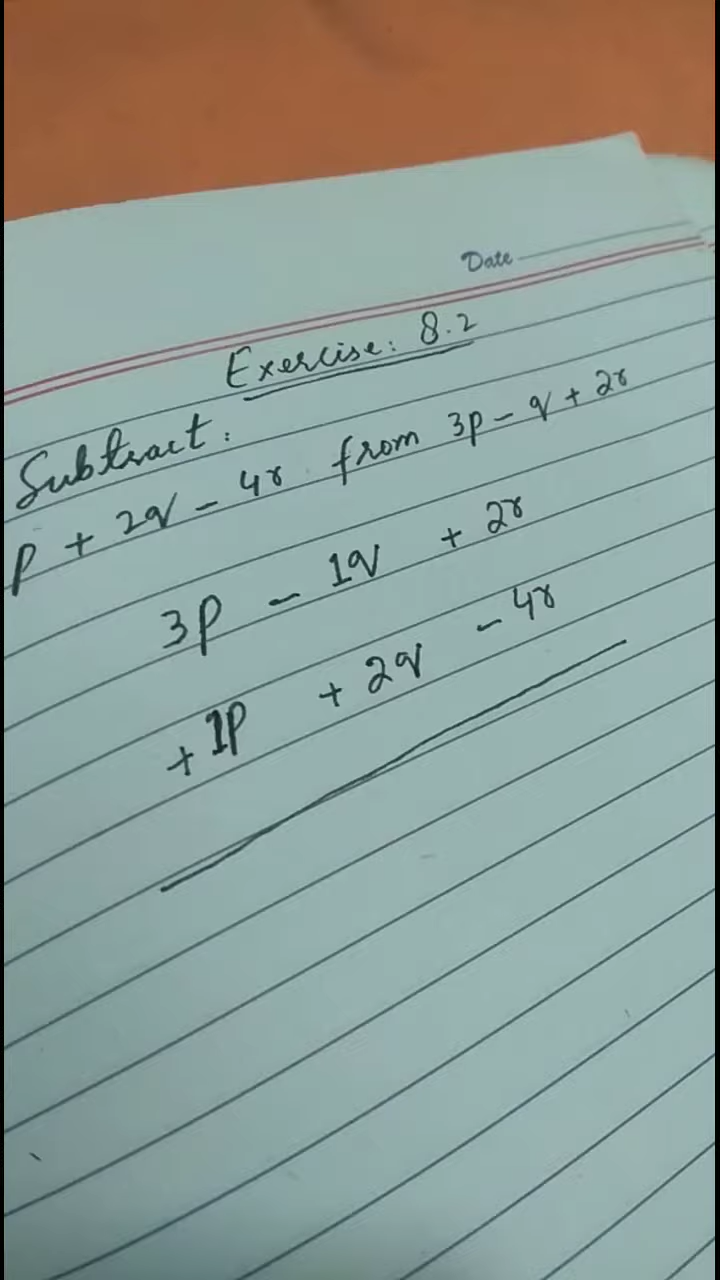 Date
Exercise: 8.2
Subtract:
p + 2q - 4r from 3p - q + 2r
3p - 1q + 2r
+ 1p + 2q - 4r